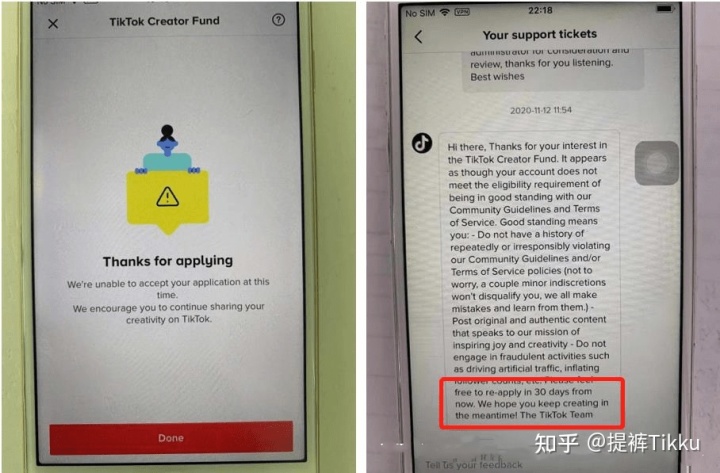 TikTok Creator Fund
Thanks for applying
We're unable to accept your application at this
time.
We encourage you to continue sharing your
creativity on TikTok.
Done
No SIM VPN 22:18
Your support tickets
administrator for consideration and
review, thanks for you listening.
Best wishes
2020-11-12 11:54
Hi there, Thanks for your interest in
the TikTok Creator Fund. It appears
as though your account does not
meet the eligibility requirement of
being in good standing with our
Community Guidelines and Terms
of Service. Good standing means
you: - Do not have a history of
repeatedly or irresponsibly violating
our Community Guidelines and/or
Terms of Service policies (not to
worry, a couple minor indiscretions
won't disqualify you, we all make
mistakes and learn from them.) -
Post original and authentic content
that speaks to our mission of
inspiring joy and creativity - Do not
engage in fraudulent activities such
as driving artificial traffic, inflating
follower counts, etc. Please feel
free to re-apply in 30 days from
now. We hope you keep creating in
the meantime! The TikTok Team
Tell us your feedback
知乎 @提裤Tikku